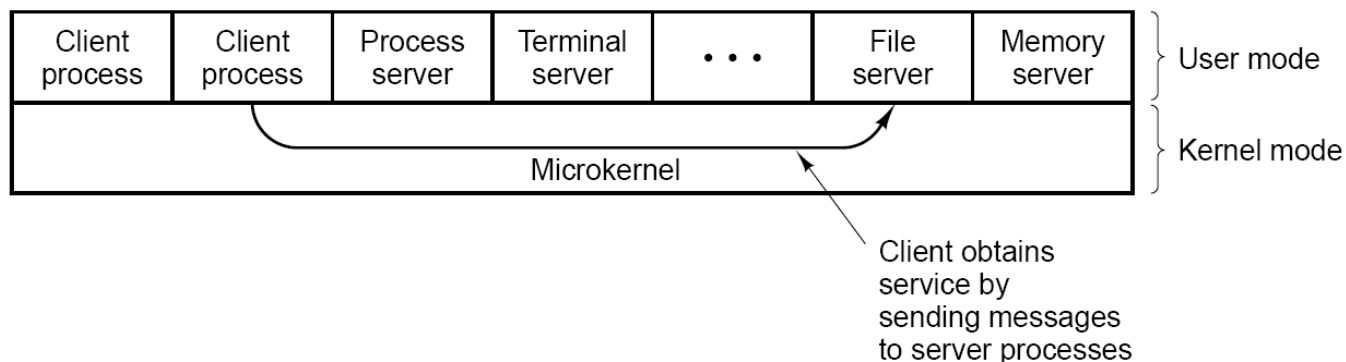 Client
process
Client
process
Process
server
Terminal
server
• • •
File
server
Memory
server
User mode
Microkernel
Kernel mode
Client obtains
service by
sending messages
to server processes